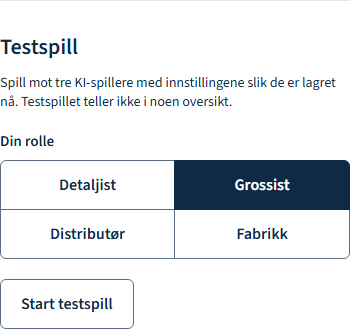 Testspill
Spill mot tre KI-spillere med innstillingene slik de er lagret
nå. Testspillet teller ikke i noen oversikt.
Din rolle
Detaljist
Grossist
Distributør
Fabrikk
Start testspill